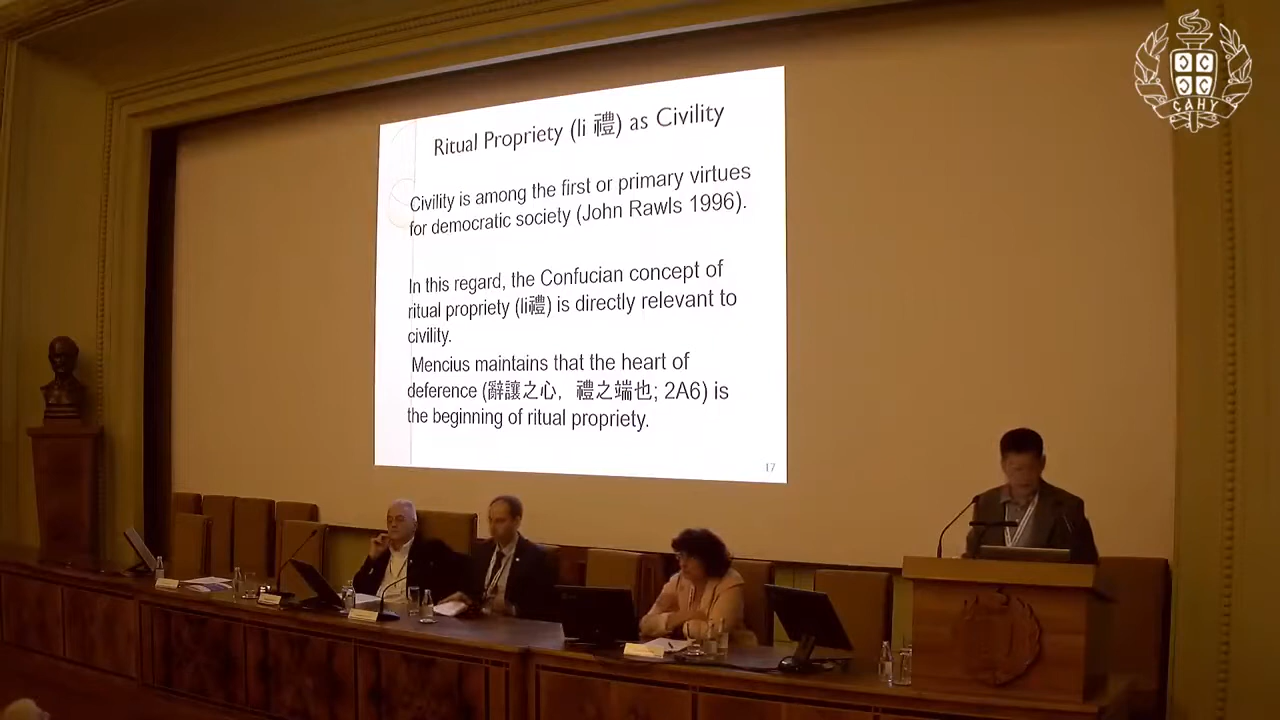 Ritual Propriety (li 禮) as Civility
Civility is among the first or primary virtues
for democratic society (John Rawls 1996).
In this regard, the Confucian concept of
ritual propriety (li禮) is directly relevant to
civility.
Mencius maintains that the heart of
deference (辭讓之心, 禮之端也; 2A6) is
the beginning of ritual propriety.
17
САНУ